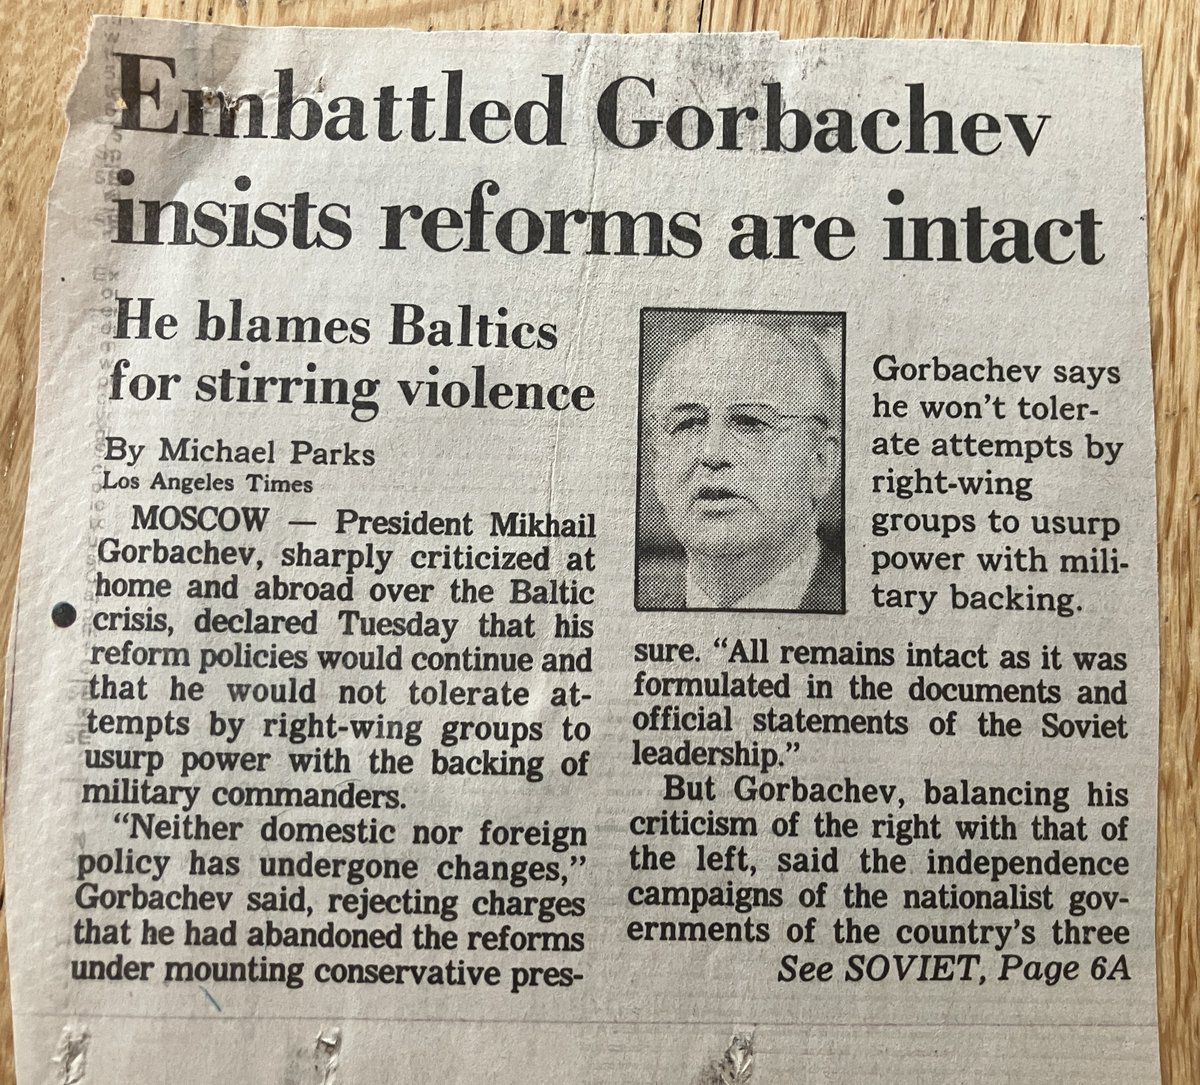 Embattled Gorbachev
insists reforms are intact
He blames Baltics
for stirring violence
By Michael Parks
Los Angeles Times
MOSCOW — President Mikhail
Gorbachev, sharply criticized at
home and abroad over the Baltic
crisis, declared Tuesday that his
reform policies would continue and
that he would not tolerate at-
tempts by right-wing groups to
usurp power with the backing of
military commanders.
“Neither domestic nor foreign
policy has undergone changes,”
Gorbachev said, rejecting charges
that he had abandoned the reforms
under mounting conservative pres-
Gorbachev says
he won’t toler-
ate attempts by
right-wing
groups to usurp
power with mili-
tary backing.
sure. “All remains intact as it was
formulated in the documents and
official statements of the Soviet
leadership.”
But Gorbachev, balancing his
criticism of the right with that of
the left, said the independence
campaigns of the nationalist gov-
ernments of the country’s three
See SOVIET, Page 6A